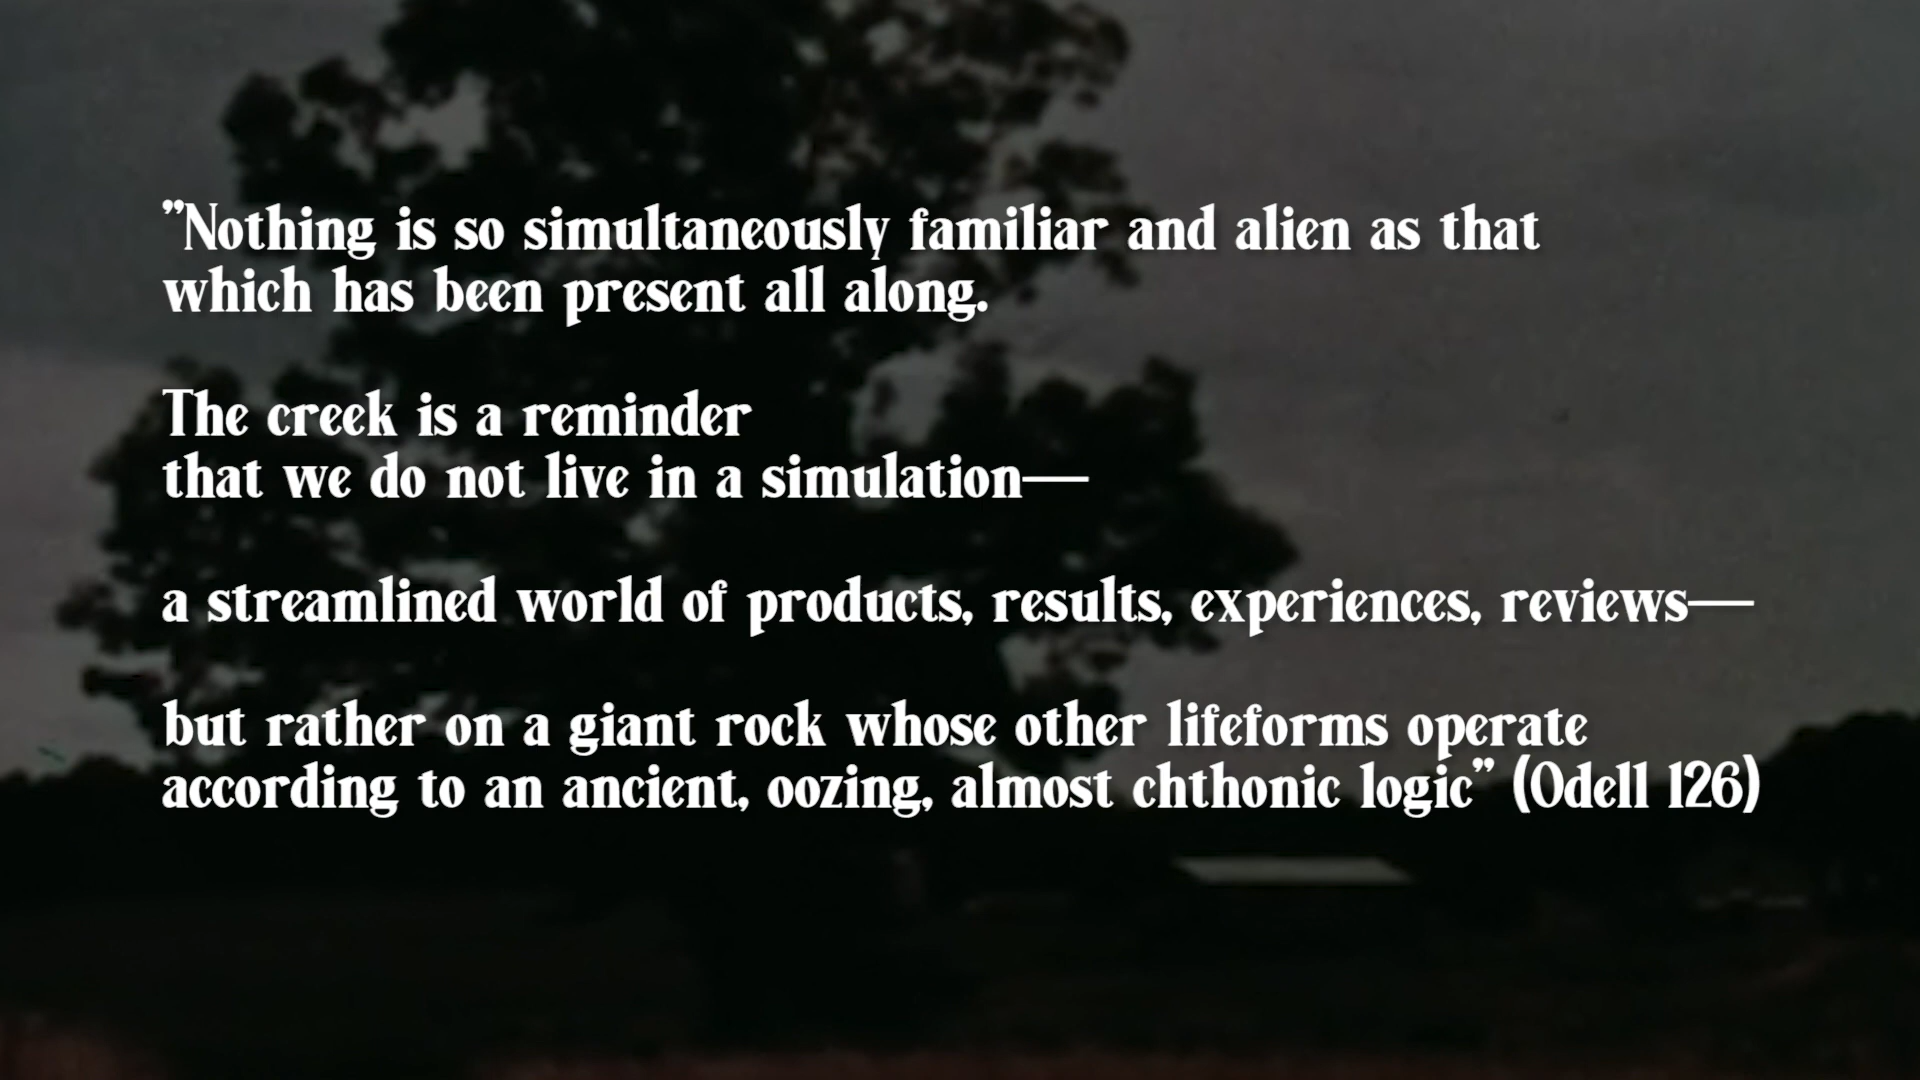 ”Nothing is so simultaneously familiar and alien as that
which has been present all along.
The creek is a reminder
that we do not live in a simulation—
a streamlined world of products, results, experiences, reviews—
but rather on a giant rock whose other lifeforms operate
according to an ancient, oozing, almost chthonic logic” (Odell 126)